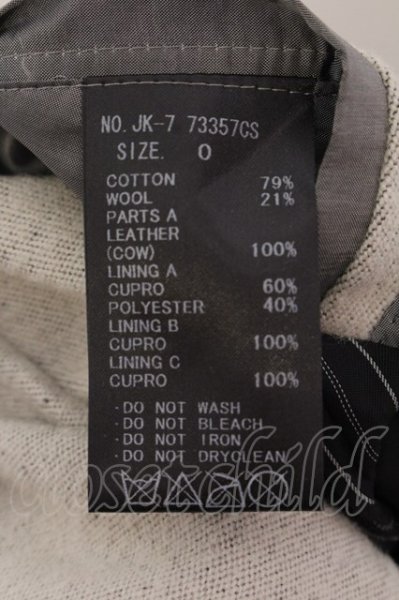 NO. JK-7 73357CS
SIZE. 0
COTTON 79%
WOOL 21%
PARTS A
LEATHER
(COW) 100%
LINING A
CUPRO 60%
POLYESTER 40%
LINING B
CUPRO 100%
LINING C
CUPRO 100%
·DO NOT WASH
·DO NOT BLEACH
·DO NOT IRON
·DO NOT DRYCLEAN
closetchild